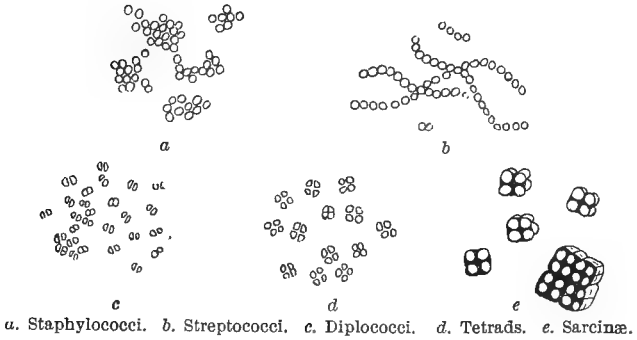 a
b
c
d
e
a. Staphylococci. b. Streptococci. c. Diplococci. d. Tetrads. e. Sarcinæ.